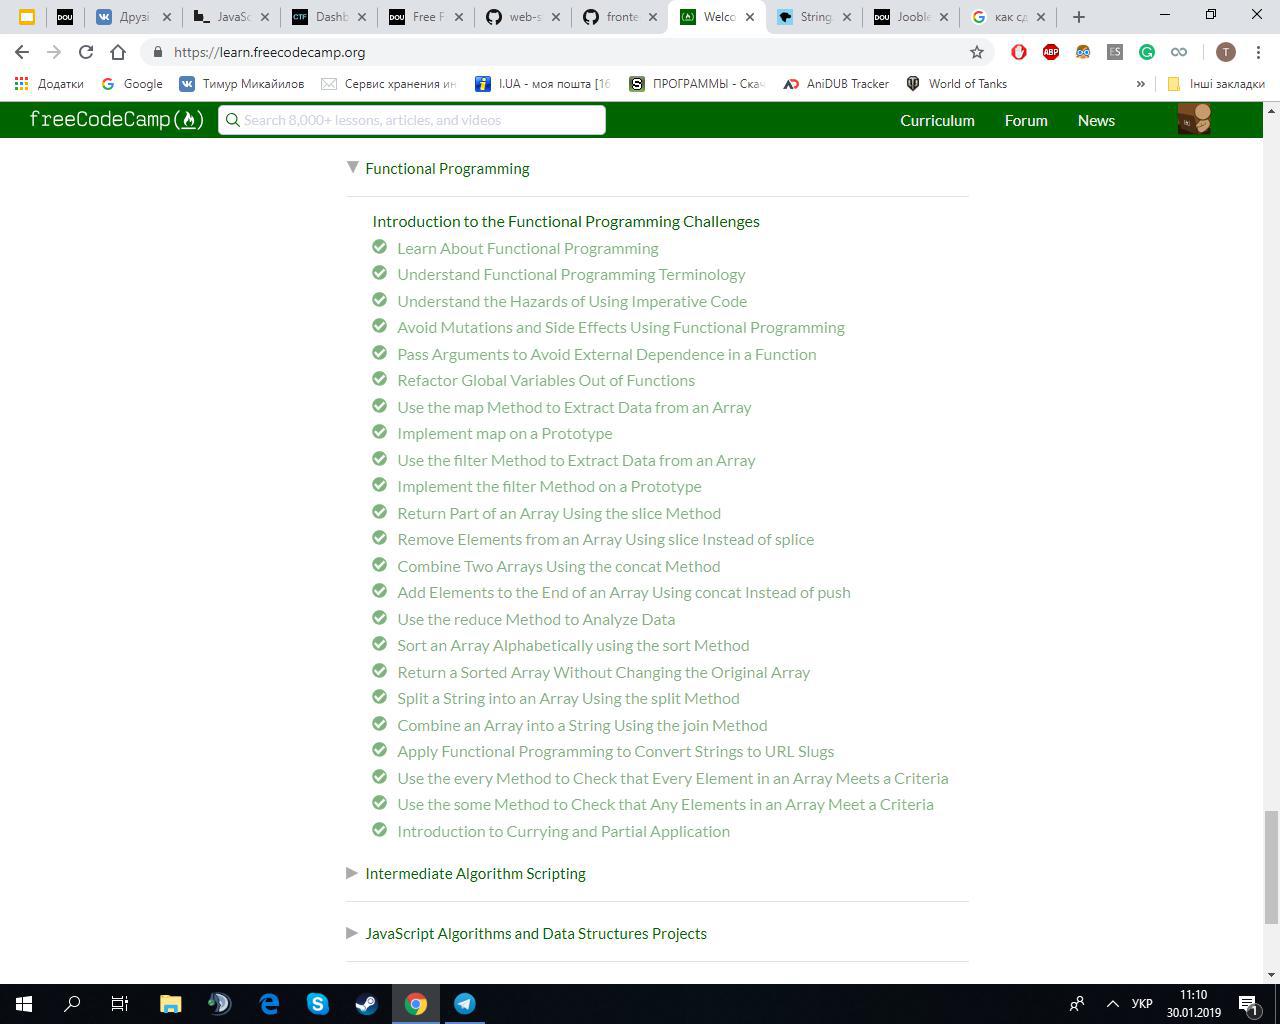 DOU
Друзі
JavaSc
CTF Dashb
DOU Free F
web-s
fronte
Welco
String
DOU Jooble
как сд
https://learn.freecodecamp.org
ABP
ES
T
Додатки
Google
Тимур Микайилов
Сервис хранения ин
I.UA - моя пошта [16
ПРОГРАММЫ - Скач
AniDUB Tracker
World of Tanks
»
Інші закладки
freeCodeCamp
Search 8,000+ lessons, articles, and videos
Curriculum
Forum
News
Functional Programming
Introduction to the Functional Programming Challenges
Learn About Functional Programming
Understand Functional Programming Terminology
Understand the Hazards of Using Imperative Code
Avoid Mutations and Side Effects Using Functional Programming
Pass Arguments to Avoid External Dependence in a Function
Refactor Global Variables Out of Functions
Use the map Method to Extract Data from an Array
Implement map on a Prototype
Use the filter Method to Extract Data from an Array
Implement the filter Method on a Prototype
Return Part of an Array Using the slice Method
Remove Elements from an Array Using slice Instead of splice
Combine Two Arrays Using the concat Method
Add Elements to the End of an Array Using concat Instead of push
Use the reduce Method to Analyze Data
Sort an Array Alphabetically using the sort Method
Return a Sorted Array Without Changing the Original Array
Split a String into an Array Using the split Method
Combine an Array into a String Using the join Method
Apply Functional Programming to Convert Strings to URL Slugs
Use the every Method to Check that Every Element in an Array Meets a Criteria
Use the some Method to Check that Any Elements in an Array Meet a Criteria
Introduction to Currying and Partial Application
Intermediate Algorithm Scripting
JavaScript Algorithms and Data Structures Projects
УКР
11:10
30.01.2019
1